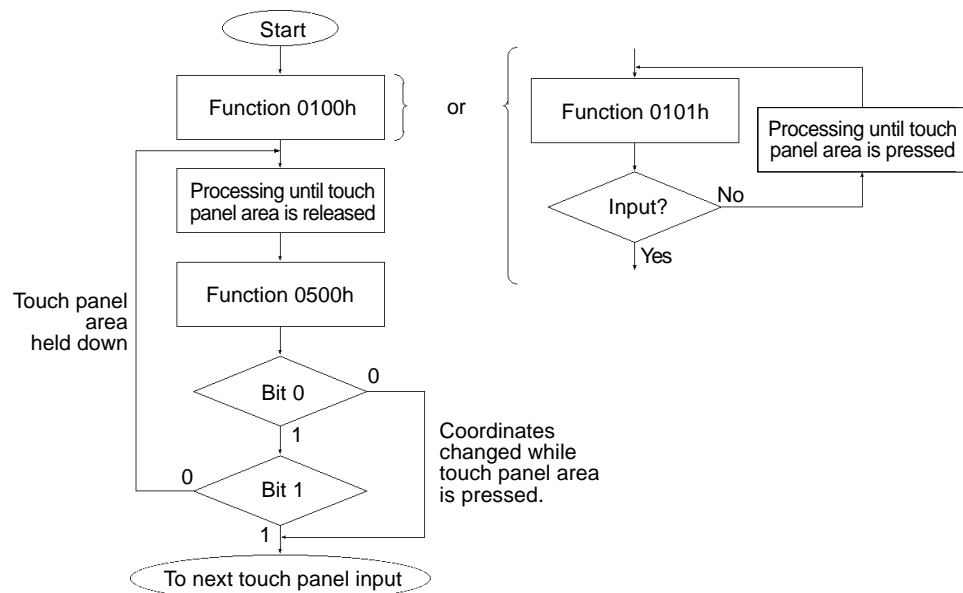 Start
Function 0100h
or
Function 0101h
Processing until touch
panel area is pressed
Input?
No
Yes
Processing until touch
panel area is released
Function 0500h
Touch panel
area
held down
Bit 0
0
1
Coordinates
changed while
touch panel area
is pressed.
0
Bit 1
1
To next touch panel input